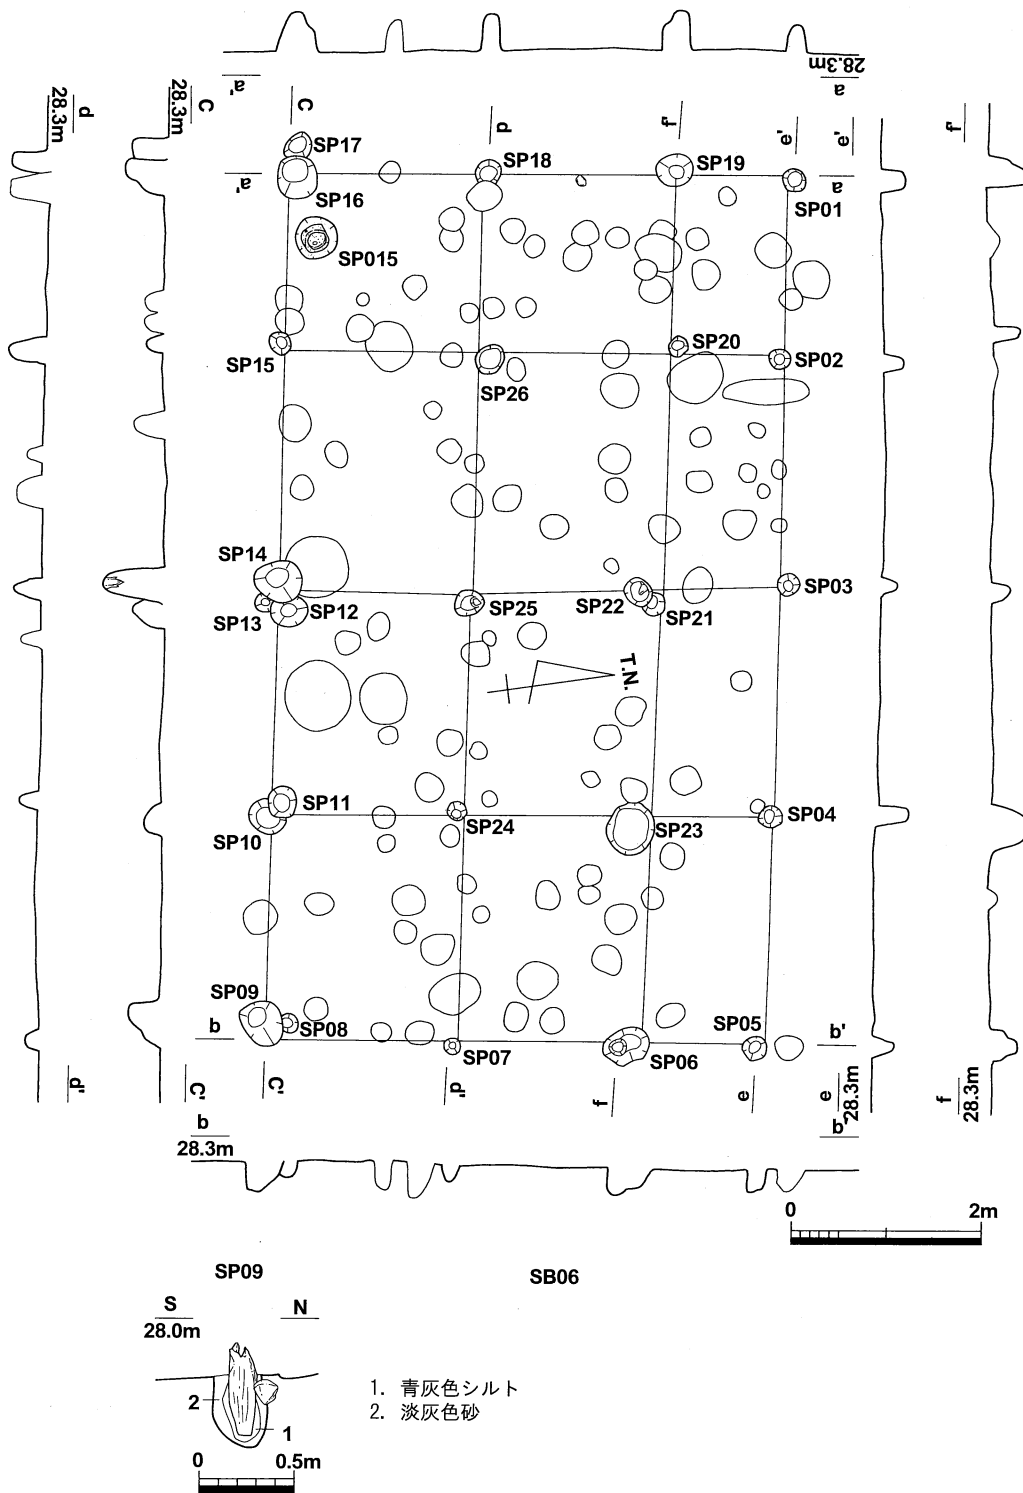 28.3m
a'
a
d
28.3m
C
28.3m
C
d
f'
e'
e'
f'
SP17
SP18
SP19
a'
a
SP16
SP01
SP015
SP15
SP20
SP02
SP26
SP14
SP03
SP13
SP12
SP25
SP22
SP21
T.N.
SP11
SP10
SP24
SP23
SP04
SP09
SP08
SP07
SP06
SP05
b
b'
d'
C'
C'
d'
f
e
e
28.3m
f
28.3m
b
28.3m
b'
0 2m
SP09
SB06
S
N
28.0m
1. 青灰色シルト
2. 淡灰色砂
2
1
0 0.5m